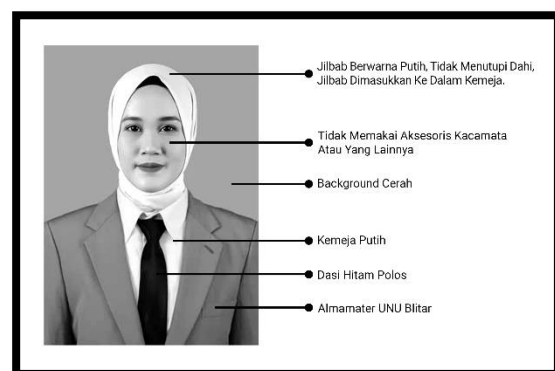 Jilbab Berwarna Putih, Tidak Menutupi Dahi,
Jilbab Dimasukkan Ke Dalam Kemeja.
Tidak Memakai Aksesoris Kacamata
Atau Yang Lainnya
Background Cerah
Kemeja Putih
Dasi Hitam Polos
Almamater UNU Blitar